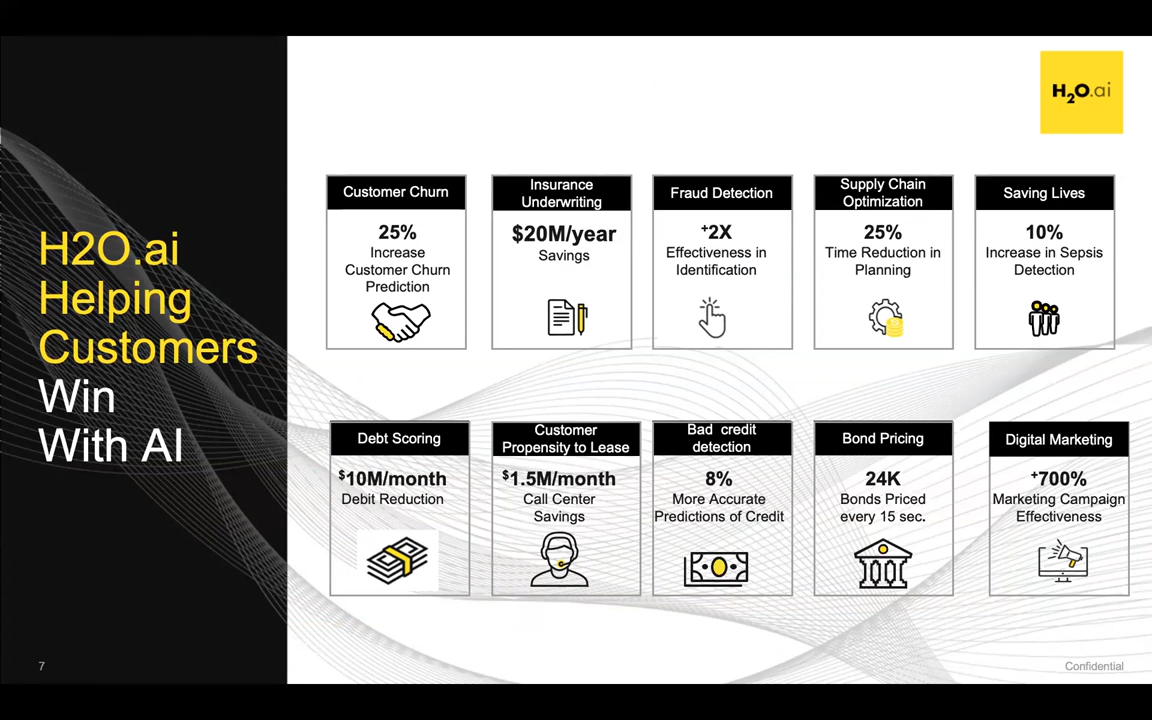 H2O.ai
H2O.ai
Helping
Customers
Win
With AI
Customer Churn
25%
Increase
Customer Churn
Prediction
Insurance
Underwriting
$20M/year
Savings
Fraud Detection
+2X
Effectiveness in
Identification
Supply Chain
Optimization
25%
Time Reduction in
Planning
Saving Lives
10%
Increase in Sepsis
Detection
Debt Scoring
$10M/month
Debit Reduction
Customer
Propensity to Lease
$1.5M/month
Call Center
Savings
Bad credit
detection
8%
More Accurate
Predictions of Credit
Bond Pricing
24K
Bonds Priced
every 15 sec.
Digital Marketing
+700%
Marketing Campaign
Effectiveness
7
Confidential